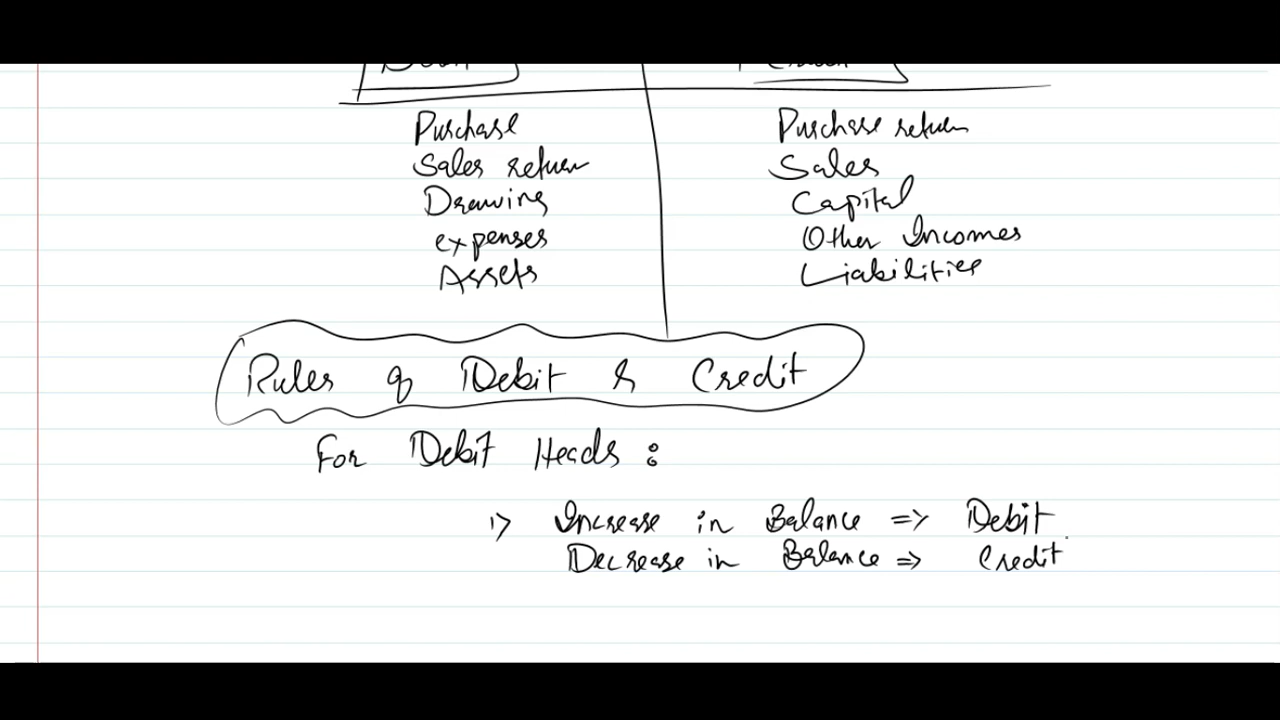 Purchase Purchase return
Sales return Sales
Drawing Capital
expenses Other Incomes
Assets Liabilities
Rules of Debit & Credit
For Debit Heads :
1> Increase in Balance => Debit
Decrease in Balance => Credit